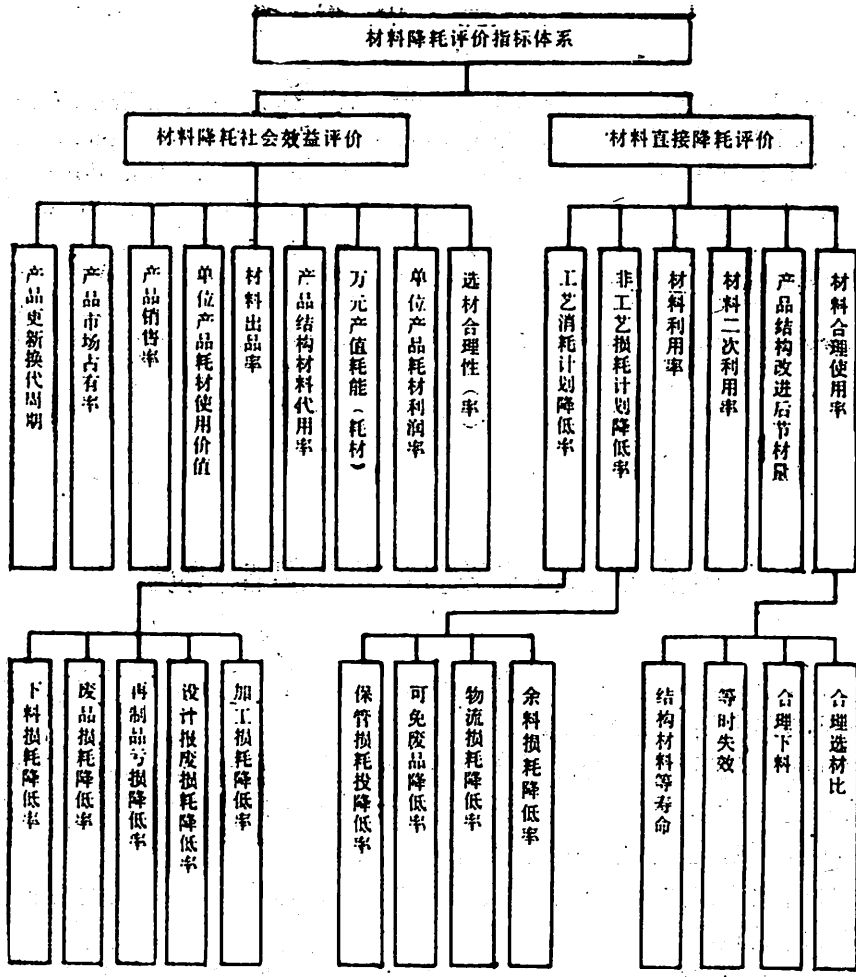 材料降耗评价指标体系
材料降耗社会效益评价
材料直接降耗评价
产品更新换代周期
产品市场占有率
产品销售率
单位产品耗材使用价值
材料出品率
产品结构材料代用率
万元产值耗能(耗材)
单位产品耗材利润率
选材合理性(率)
工艺消耗计划降低率
非工艺损耗计划降低率
材料利用率
材料二次利用率
产品结构改进后节材量
材料合理使用率
下料损耗降低率
废品损耗降低率
再制品亏损降低率
设计报废损耗降低率
加工损耗降低率
保管损耗投降低率
可免废品降低率
物流损耗降低率
余料损耗降低率
结构材料等寿命
等时失效
合理下料
合理选材比